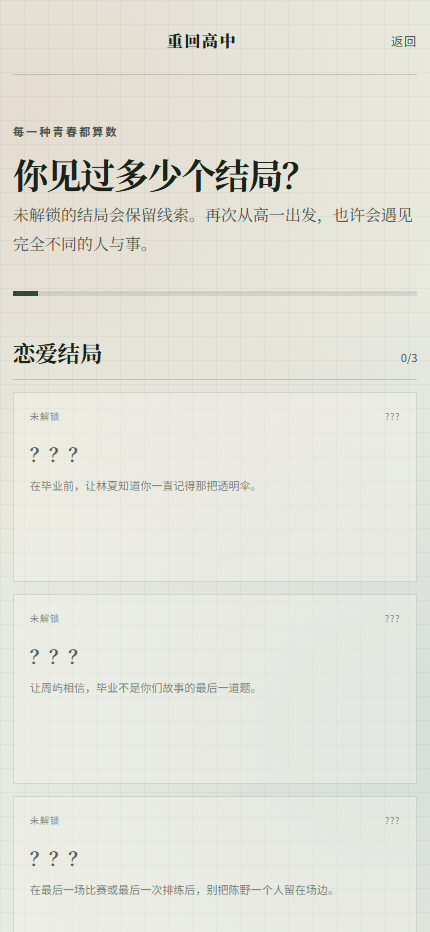 重回高中
返回
每一种青春都算数
你见过多少个结局?
未解锁的结局会保留线索。再次从高一出发，也许会遇见
完全不同的人与事。
恋爱结局
0/3
未解锁
???
? ? ?
在毕业前，让林夏知道你一直记得那把透明伞。
未解锁
???
? ? ?
让周屿相信，毕业不是你们故事的最后一道题。
未解锁
???
? ? ?
在最后一场比赛或最后一次排练后，别把陈野一个人留在场边。